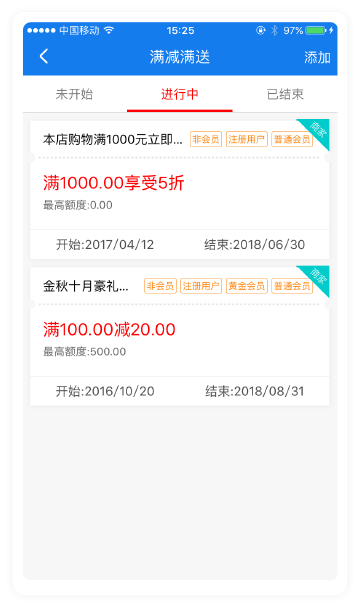 中国移动 15:25 97%
满减满送 添加
未开始 进行中 已结束
本店购物满1000元立即... 非会员 注册用户 普通会员 商家
满1000.00享受5折
最高额度:0.00
开始:2017/04/12 结束:2018/06/30
金秋十月豪礼... 非会员 注册用户 黄金会员 普通会员 商家
满100.00减20.00
最高额度:500.00
开始:2016/10/20 结束:2018/08/31